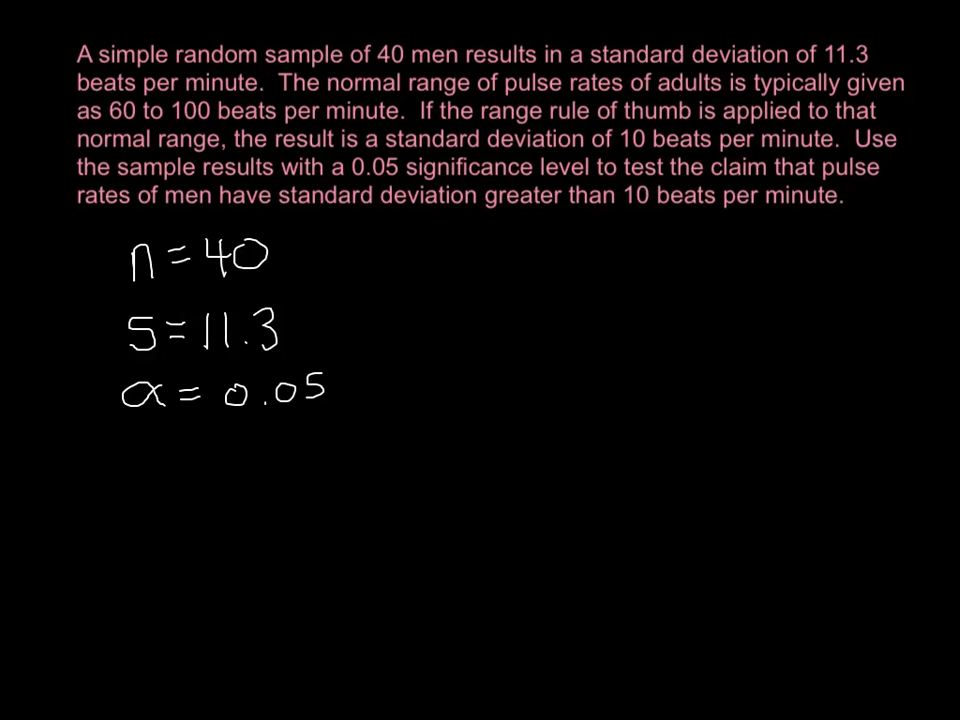 A simple random sample of 40 men results in a standard deviation of 11.3
beats per minute.  The normal range of pulse rates of adults is typically given
as 60 to 100 beats per minute.  If the range rule of thumb is applied to that
normal range, the result is a standard deviation of 10 beats per minute.  Use
the sample results with a 0.05 significance level to test the claim that pulse
rates of men have standard deviation greater than 10 beats per minute.
n = 40
s = 11.3
α = 0.05